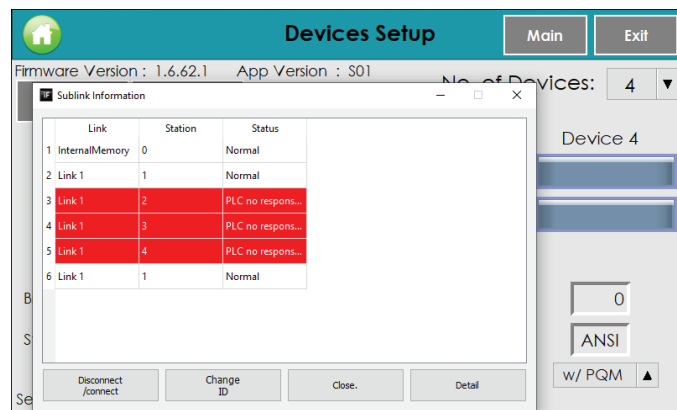 Devices Setup
Main
Exit
Firmware Version : 1.6.62.1 App Version : S01
No. of Devices: 4 ▼
iF Sublink Information
Device 4
Link Station Status
1 InternalMemory 0 Normal
2 Link 1 1 Normal
3 Link 1 2 PLC no respons...
4 Link 1 3 PLC no respons...
5 Link 1 4 PLC no respons...
6 Link 1 1 Normal
B
0
S
ANSI
w/ PQM ▲
Disconnect
/connect
Change
ID
Close.
Detail
Se